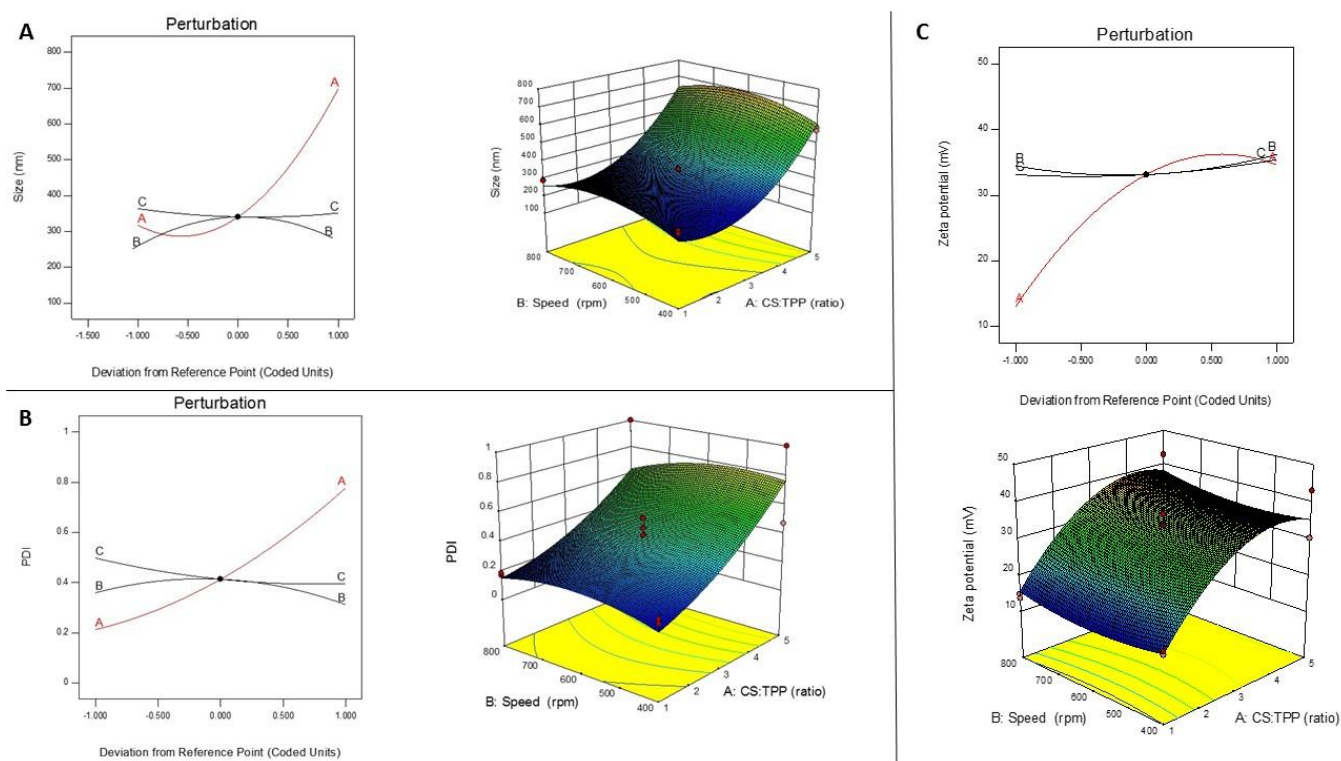 A
Perturbation
800
700
600
500
400
300
200
100
Size (nm)
A
C
A
B
C
B
-1.500
-1.000
-0.500
0.000
0.500
1.000
Deviation from Reference Point (Coded Units)
800
700
600
500
400
300
200
100
Size (nm)
800
700
600
500
400
B: Speed (rpm)
1
2
3
4
5
A: CS:TPP (ratio)
B
Perturbation
1
0.8
0.6
0.4
0.2
0
PDI
A
C
B
A
C
B
-1.000
-0.500
0.000
0.500
1.000
Deviation from Reference Point (Coded Units)
1
0.8
0.6
0.4
0.2
0
PDI
800
700
600
500
400
B: Speed (rpm)
1
2
3
4
5
A: CS:TPP (ratio)
C
Perturbation
50
40
30
20
10
Zeta potential (mV)
B
C
A
C
B
A
-1.000
0.000
0.500
1.000
Deviation from Reference Point (Coded Units)
50
40
30
20
10
Zeta potential (mV)
800
700
600
500
400
B: Speed (rpm)
1
2
3
4
5
A: CS:TPP (ratio)